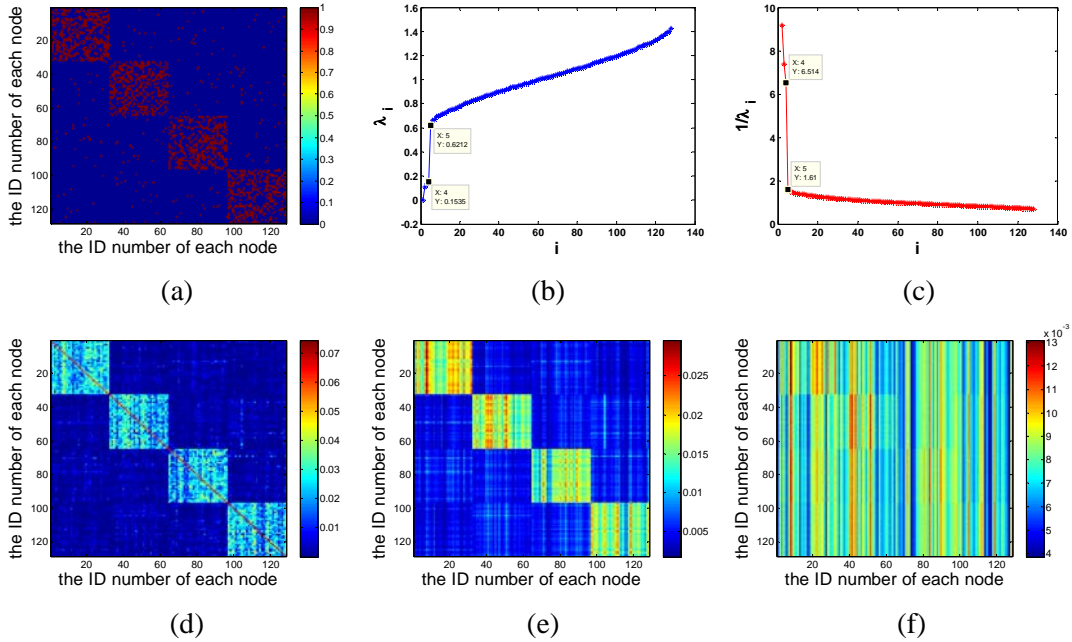 the ID number of each node
20
40
60
80
100
120
20 40 60 80 100 120
the ID number of each node
1
0.9
0.8
0.7
0.6
0.5
0.4
0.3
0.2
0.1
0
(a)
λ i
1.6
1.4
1.2
1
0.8
0.6
0.4
0.2
0
-0.2
0 20 40 60 80 100 120 140
i
X: 5
Y: 0.6212
X: 4
Y: 0.1535
(b)
1/λ i
10
8
6
4
2
0
0 20 40 60 80 100 120 140
i
X: 4
Y: 6.514
X: 5
Y: 1.61
(c)
the ID number of each node
20
40
60
80
100
120
20 40 60 80 100 120
the ID number of each node
0.07
0.06
0.05
0.04
0.03
0.02
0.01
(d)
the ID number of each node
20
40
60
80
100
120
20 40 60 80 100 120
the ID number of each node
0.025
0.02
0.015
0.01
0.005
(e)
the ID number of each node
20
40
60
80
100
120
20 40 60 80 100 120
the ID number of each node
x 10⁻³
13
12
11
10
9
8
7
6
5
4
(f)